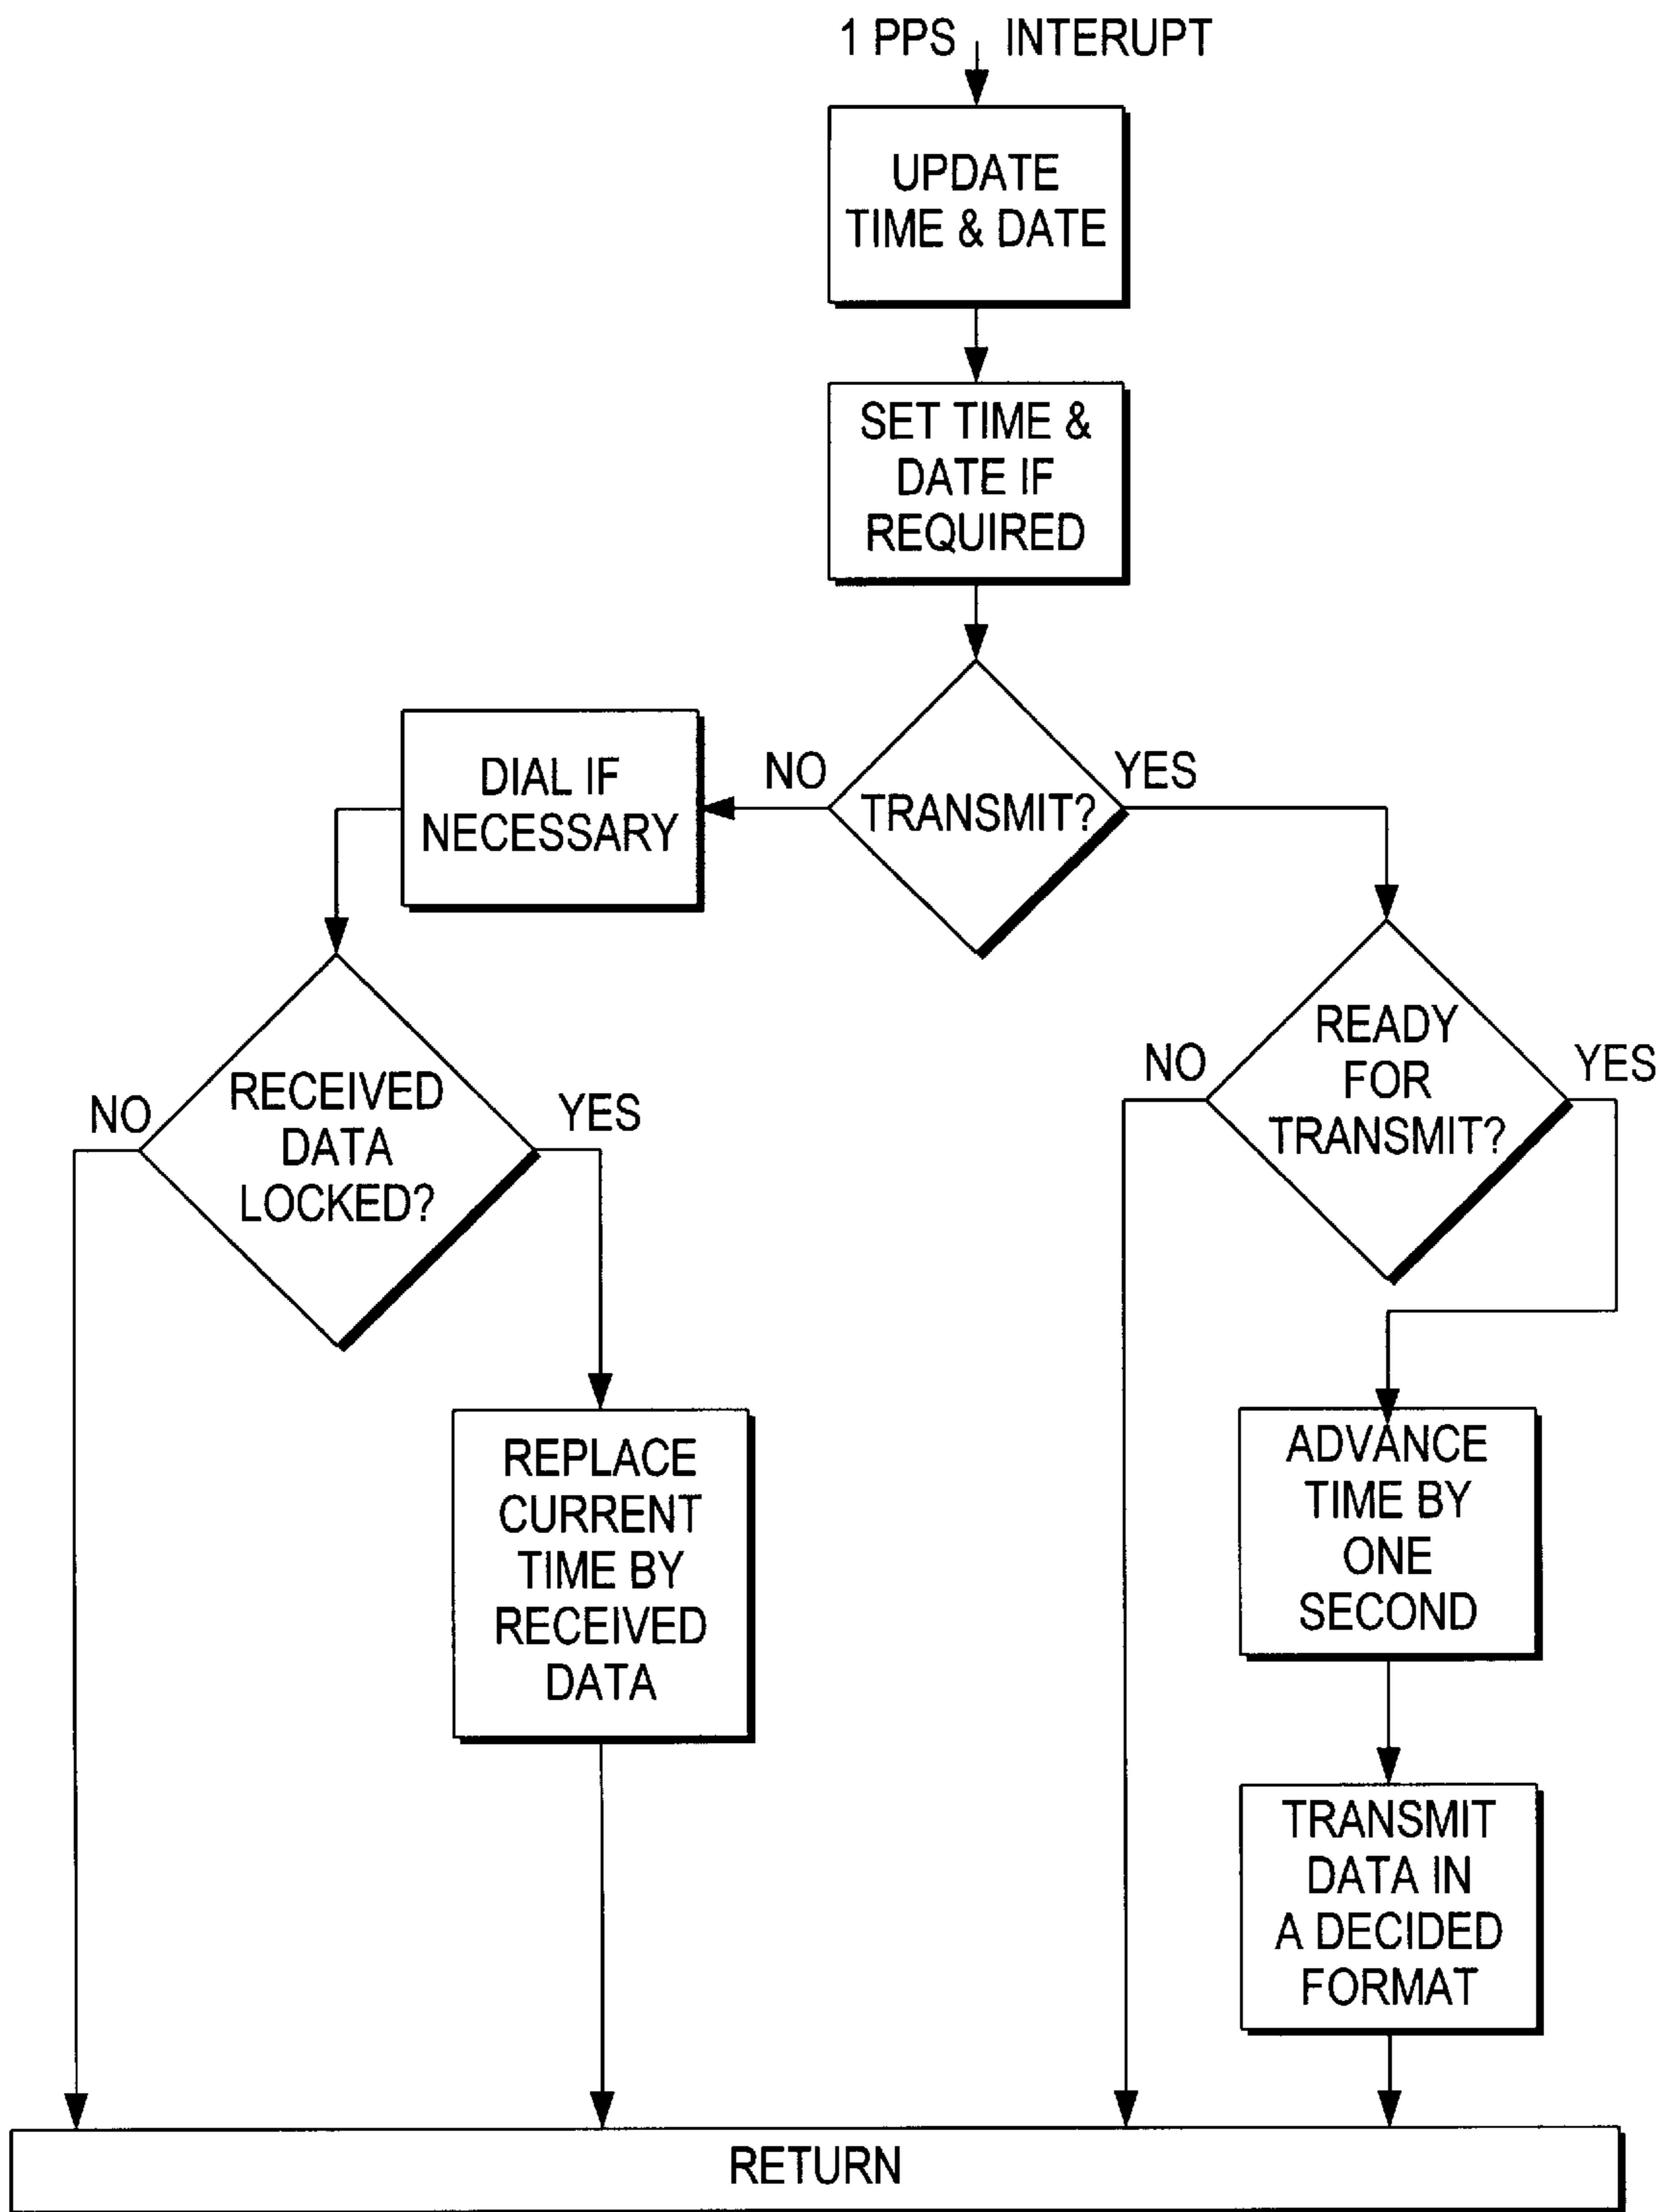 1 PPS INTERUPT
UPDATE
TIME & DATE
SET TIME &
DATE IF
REQUIRED
DIAL IF
NECESSARY
NO
TRANSMIT?
YES
NO
RECEIVED
DATA
LOCKED?
YES
NO
READY
FOR
TRANSMIT?
YES
REPLACE
CURRENT
TIME BY
RECEIVED
DATA
ADVANCE
TIME BY
ONE
SECOND
TRANSMIT
DATA IN
A DECIDED
FORMAT
RETURN